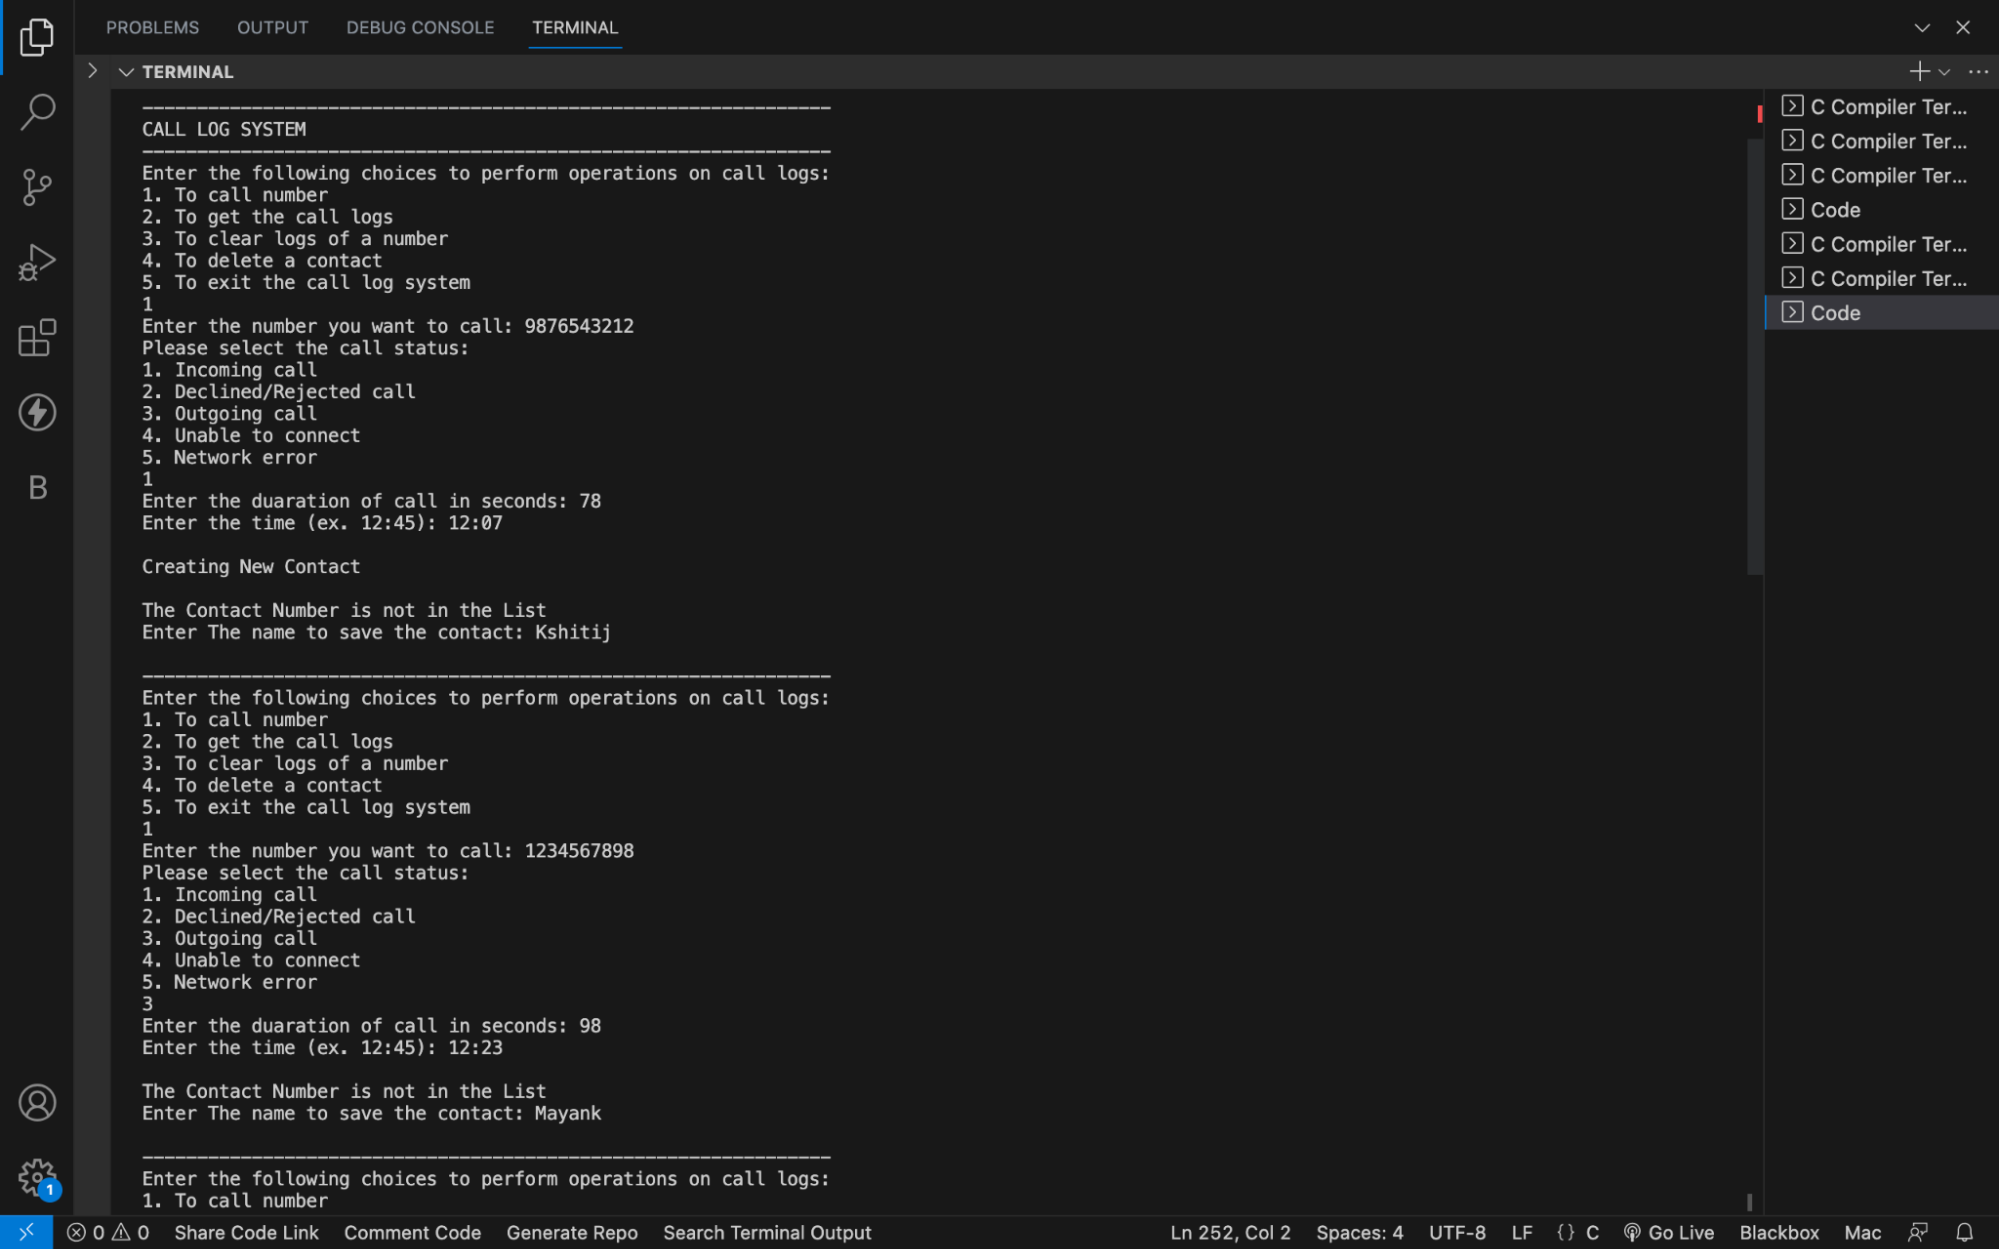 PROBLEMS OUTPUT DEBUG CONSOLE TERMINAL
TERMINAL
------------------------------------------------------------
CALL LOG SYSTEM
------------------------------------------------------------
Enter the following choices to perform operations on call logs:
1. To call number
2. To get the call logs
3. To clear logs of a number
4. To delete a contact
5. To exit the call log system
1
Enter the number you want to call: 9876543212
Please select the call status:
1. Incoming call
2. Declined/Rejected call
3. Outgoing call
4. Unable to connect
5. Network error
1
Enter the duaration of call in seconds: 78
Enter the time (ex. 12:45): 12:07
Creating New Contact
The Contact Number is not in the List
Enter The name to save the contact: Kshitij
------------------------------------------------------------
Enter the following choices to perform operations on call logs:
1. To call number
2. To get the call logs
3. To clear logs of a number
4. To delete a contact
5. To exit the call log system
1
Enter the number you want to call: 1234567898
Please select the call status:
1. Incoming call
2. Declined/Rejected call
3. Outgoing call
4. Unable to connect
5. Network error
3
Enter the duaration of call in seconds: 98
Enter the time (ex. 12:45): 12:23
The Contact Number is not in the List
Enter The name to save the contact: Mayank
------------------------------------------------------------
Enter the following choices to perform operations on call logs:
1. To call number
C Compiler Ter...
C Compiler Ter...
C Compiler Ter...
Code
C Compiler Ter...
C Compiler Ter...
Code
B
1
0 0 Share Code Link Comment Code Generate Repo Search Terminal Output Ln 252, Col 2 Spaces: 4 UTF-8 LF {} C Go Live Blackbox Mac